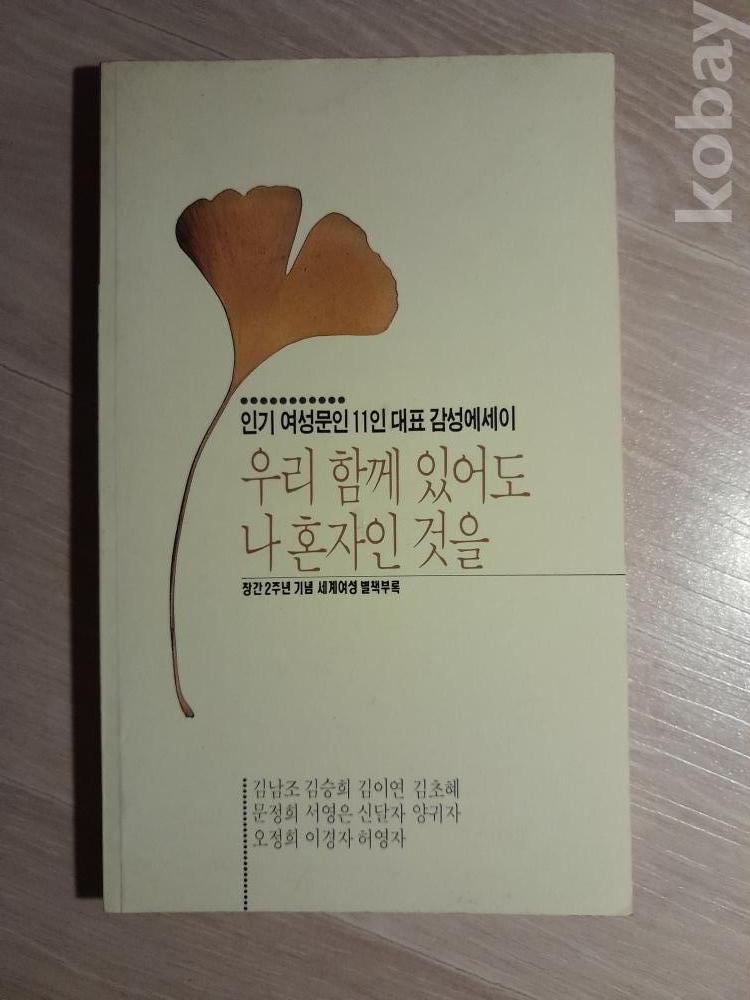 kobay
인기 여성문인 11인 대표 감성에세이
우리 함께 있어도
나 혼자인 것을
창간 2주년 기념 세계여성 별책부록
김남조 김승희 김이연 김초혜
문정희 서영은 신달자 양귀자
오정희 이경자 허영자